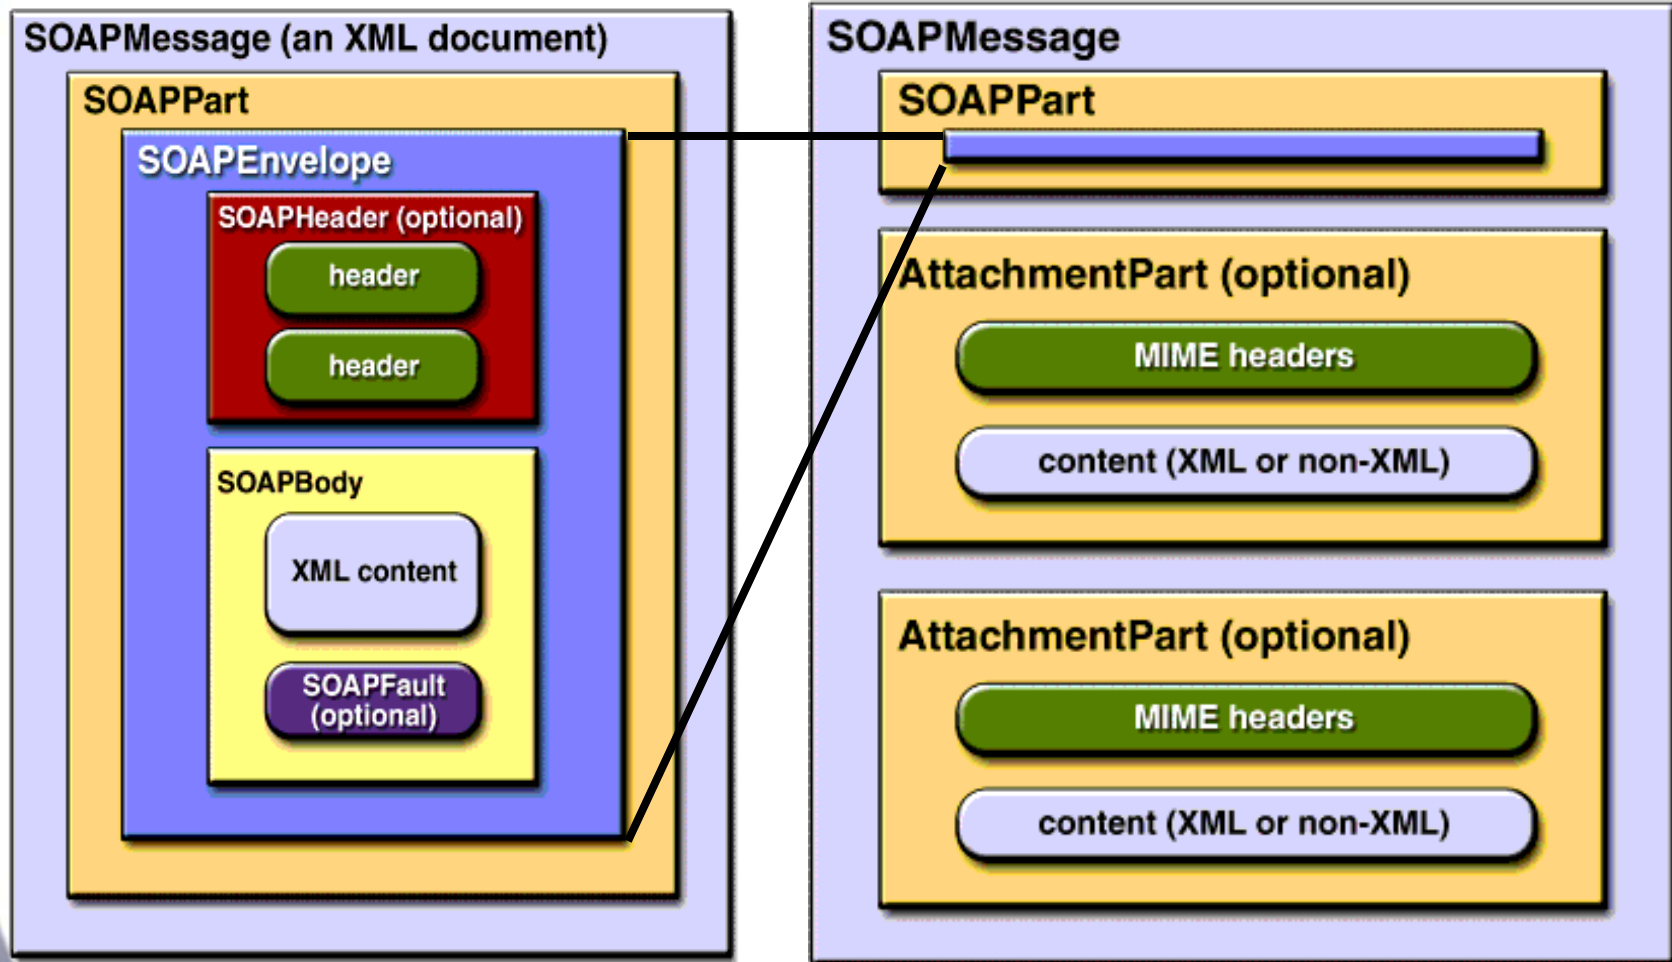 SOAPMessage (an XML document)
SOAPPart
SOAPEnvelope
SOAPHeader (optional)
header
header
SOAPBody
XML content
SOAPFault
(optional)
SOAPMessage
SOAPPart
AttachmentPart (optional)
MIME headers
content (XML or non-XML)
AttachmentPart (optional)
MIME headers
content (XML or non-XML)